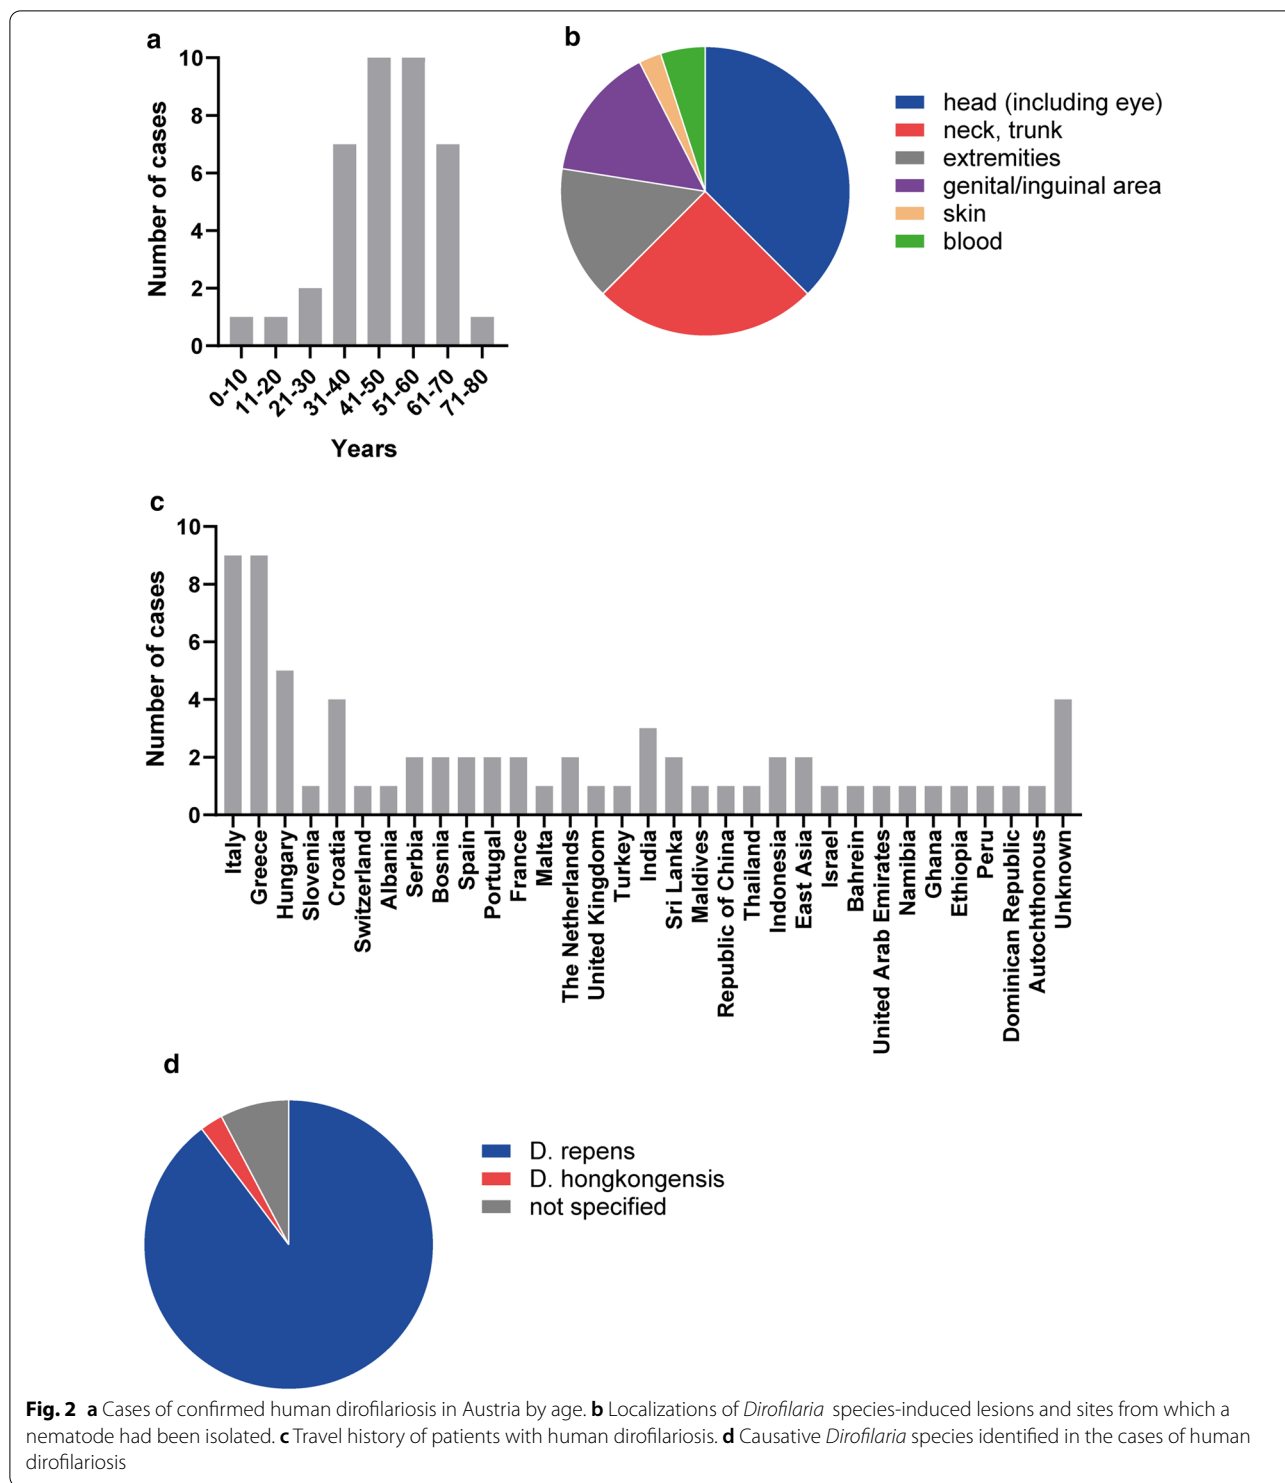 a
10
8
6
4
2
0
Number of cases
0-10
11-20
21-30
31-40
41-50
51-60
61-70
71-80
Years
b
head (including eye)
neck, trunk
extremities
genital/inguinal area
skin
blood
c
10
8
6
4
2
0
Number of cases
Italy
Greece
Hungary
Slovenia
Croatia
Switzerland
Albania
Serbia
Bosnia
Spain
Portugal
France
Malta
The Netherlands
United Kingdom
Turkey
India
Sri Lanka
Maldives
Republic of China
Thailand
Indonesia
East Asia
Israel
Bahrein
United Arab Emirates
Namibia
Ghana
Ethiopia
Peru
Dominican Republic
Autochthonous
Unknown
d
D. repens
D. hongkongensis
not specified
Fig. 2 a Cases of confirmed human dirofilariosis in Austria by age. b Localizations of Dirofilaria species-induced lesions and sites from which a
nematode had been isolated. c Travel history of patients with human dirofilariosis. d Causative Dirofilaria species identified in the cases of human
dirofilariosis